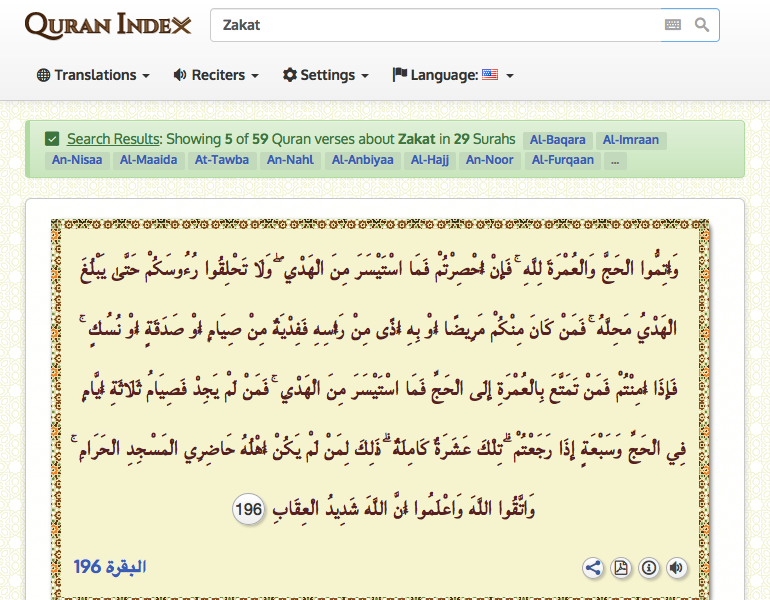 QURAN INDEX
Zakat
Translations Reciters Settings Language:
Search Results: Showing 5 of 59 Quran verses about Zakat in 29 Surahs Al-Baqara Al-Imraan
An-Nisaa Al-Maaida At-Tawba An-Nahl Al-Anbiyaa Al-Hajj An-Noor Al-Furqaan ...
وَأَتِمُّوا الْحَجَّ وَالْعُمْرَةَ لِلَّهِ ۚ فَإِنْ أُحْصِرْتُمْ فَمَا اسْتَيْسَرَ مِنَ الْهَدْيِ ۖ وَلَا تَحْلِقُوا رُءُوسَكُمْ حَتَّىٰ يَبْلُغَ
الْهَدْيُ مَحِلَّهُ ۚ فَمَنْ كَانَ مِنْكُمْ مَرِيضًا أَوْ بِهِ أَذًى مِنْ رَأْسِهِ فَفِدْيَةٌ مِنْ صِيَامٍ أَوْ صَدَقَةٍ أَوْ نُسُكٍ ۚ
فَإِذَا أَمِنْتُمْ فَمَنْ تَمَتَّعَ بِالْعُمْرَةِ إِلَى الْحَجِّ فَمَا اسْتَيْسَرَ مِنَ الْهَدْيِ ۚ فَمَنْ لَمْ يَجِدْ فَصِيَامُ ثَلَاثَةِ أَيَّامٍ
فِي الْحَجِّ وَسَبْعَةٍ إِذَا رَجَعْتُمْ ۗ تِلْكَ عَشَرَةٌ كَامِلَةٌ ۗ ذَٰلِكَ لِمَنْ لَمْ يَكُنْ أَهْلُهُ حَاضِرِي الْمَسْجِدِ الْحَرَامِ ۚ
وَاتَّقُوا اللَّهَ وَاعْلَمُوا أَنَّ اللَّهَ شَدِيدُ الْعِقَابِ 196
البقرة 196